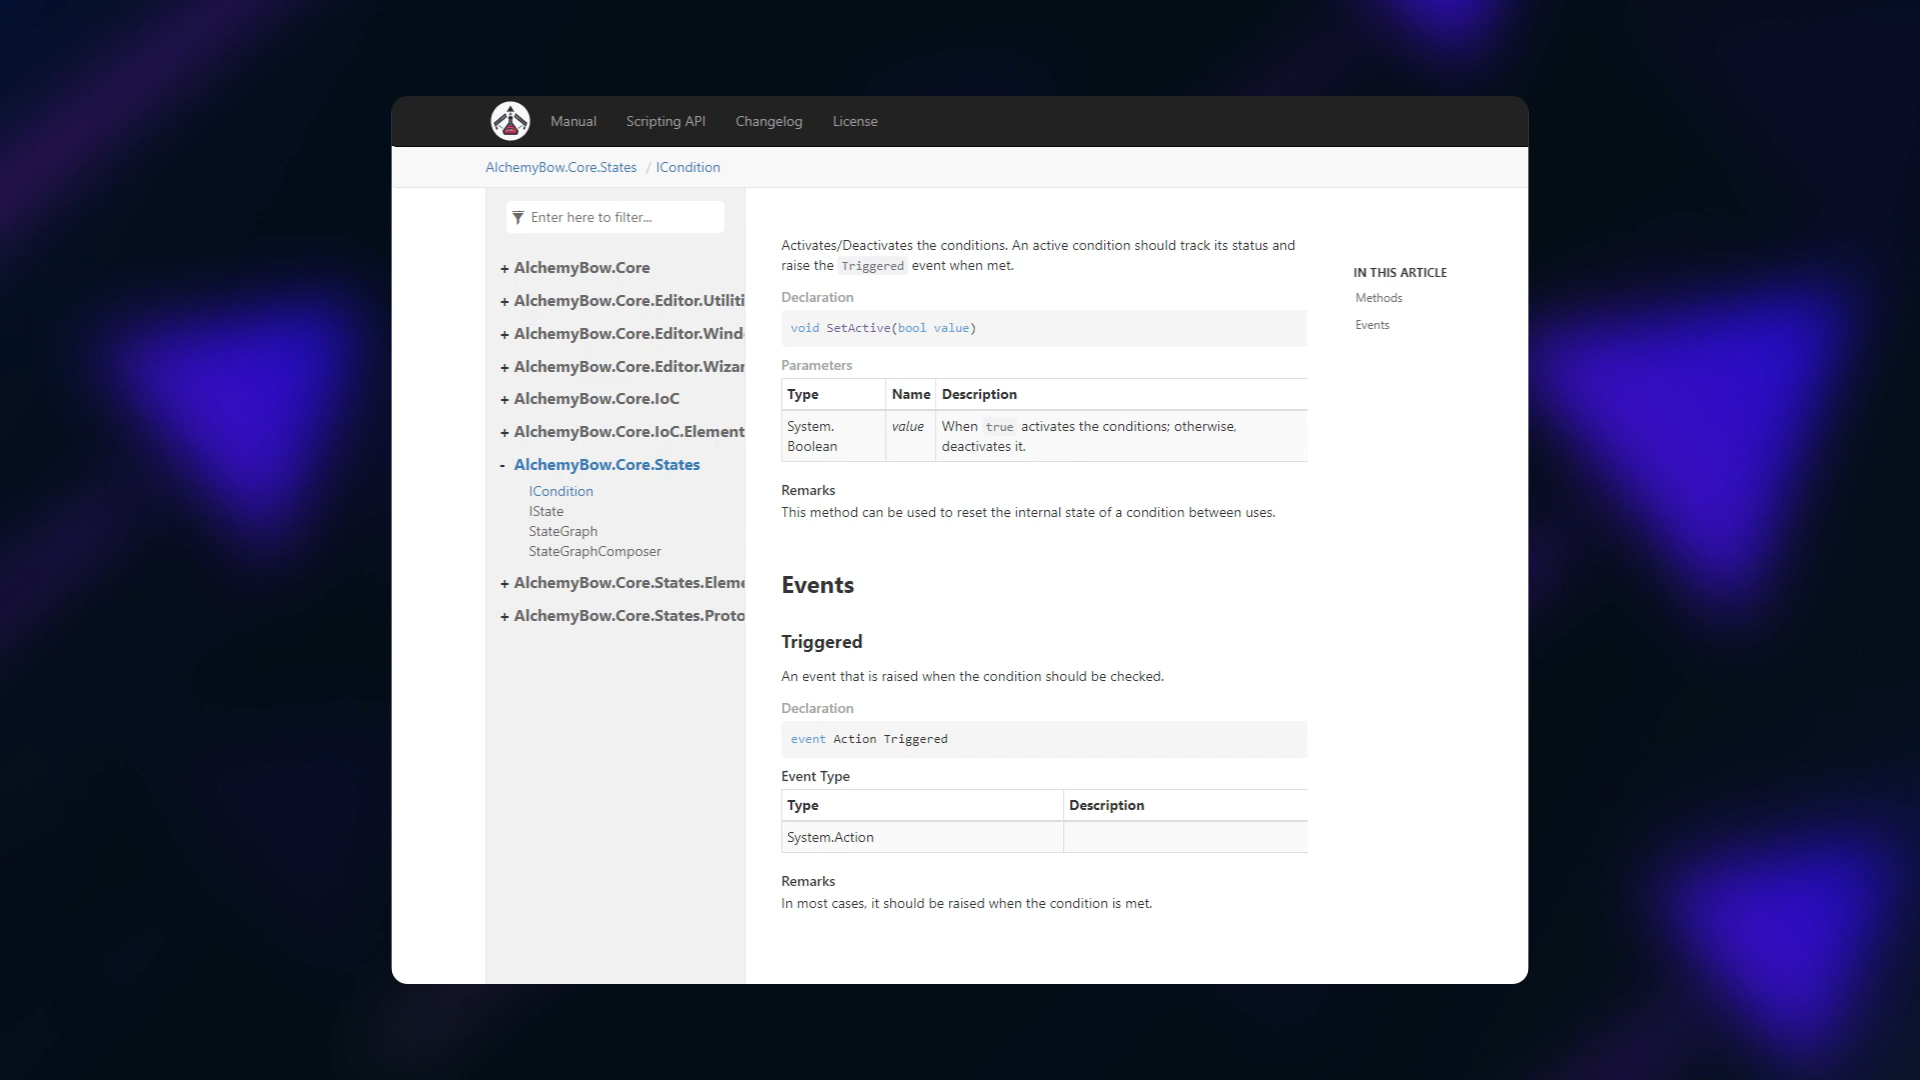 Manual Scripting API Changelog License
AlchemyBow.Core.States / ICondition
Enter here to filter...
+ AlchemyBow.Core
+ AlchemyBow.Core.Editor.Utiliti
+ AlchemyBow.Core.Editor.Wind
+ AlchemyBow.Core.Editor.Wizar
+ AlchemyBow.Core.IoC
+ AlchemyBow.Core.IoC.Element
- AlchemyBow.Core.States
ICondition
IState
StateGraph
StateGraphComposer
+ AlchemyBow.Core.States.Eleme
+ AlchemyBow.Core.States.Proto
Activates/Deactivates the conditions. An active condition should track its status and
raise the Triggered event when met.
Declaration
void SetActive(bool value)
Parameters
Type Name Description
System. value When true activates the conditions; otherwise,
Boolean deactivates it.
Remarks
This method can be used to reset the internal state of a condition between uses.
Events
Triggered
An event that is raised when the condition should be checked.
Declaration
event Action Triggered
Event Type
Type Description
System.Action
Remarks
In most cases, it should be raised when the condition is met.
IN THIS ARTICLE
Methods
Events